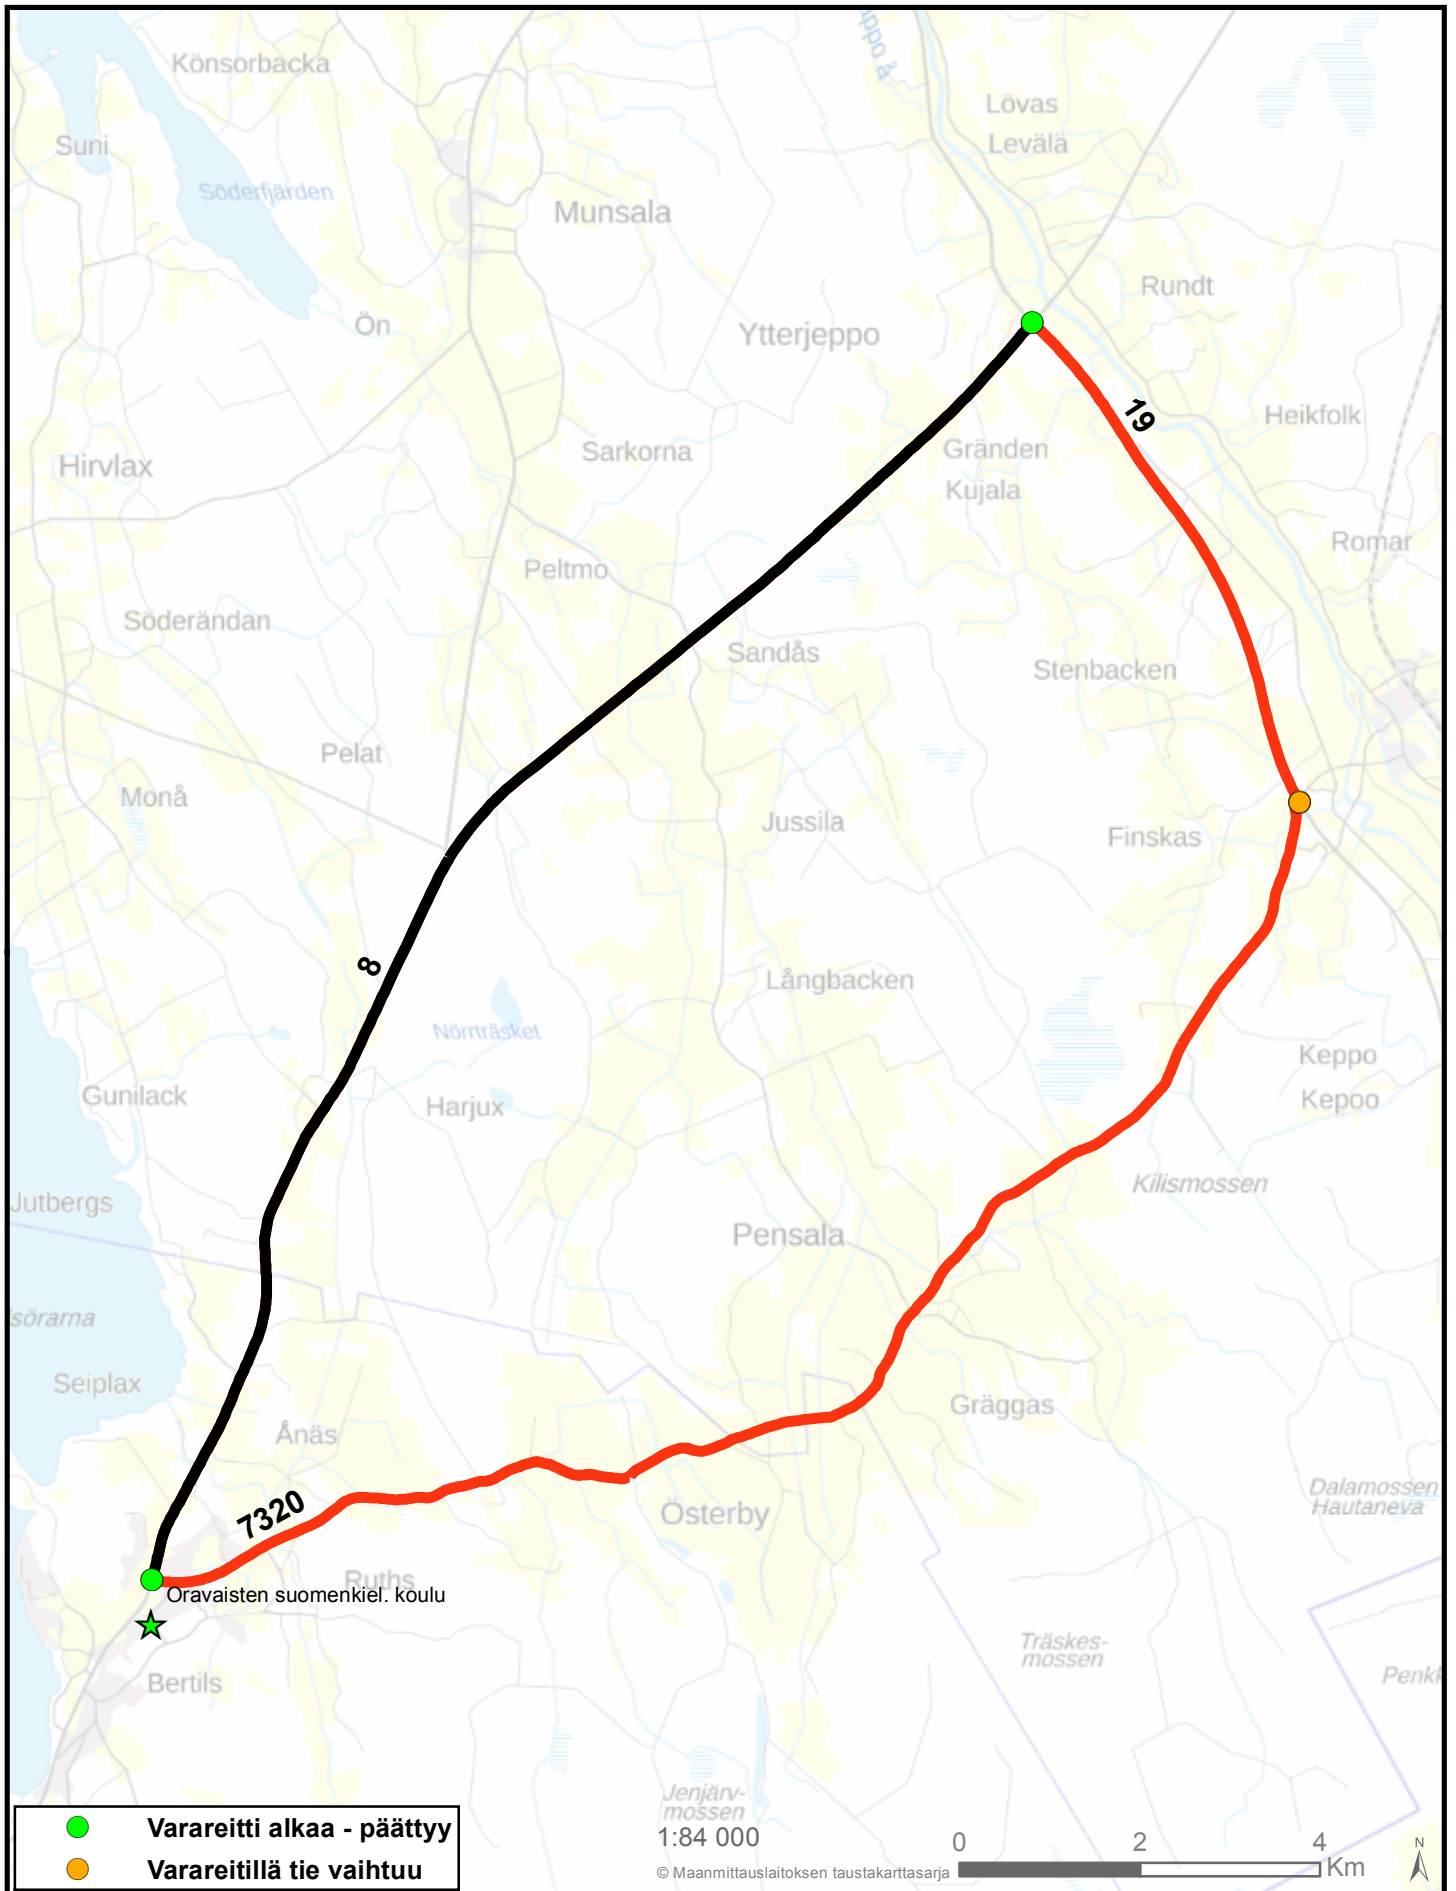 Könsorbacka
Lövas
Levälä
Suni
Söderfjärden
Munsala
Rundt
Ön
Ytterjeppo
19
Heikfolk
Gränden
Kujala
Sarkorna
Hirvlax
Romar
Peltmo
Söderändan
Sandås
Stenbacken
Pelat
Monå
Jussila
Finskas
8
Långbacken
Norrträsket
Keppo
Kepoo
Gunilack
Harjux
Jutbergs
Kilismossen
Pensala
sörarna
Seiplax
Gräggas
Ånäs
Dalamossen
Hautaneva
7320
Österby
Ruths
Oravaisten suomenkiel. koulu
Träskes-
mossen
Bertils
Jenjärv-
mossen
Varareitti alkaa - päättyy
Varareitillä tie vaihtuu
1:84 000
© Maanmittauslaitoksen taustakarttasarja
0 2 4
Km
N